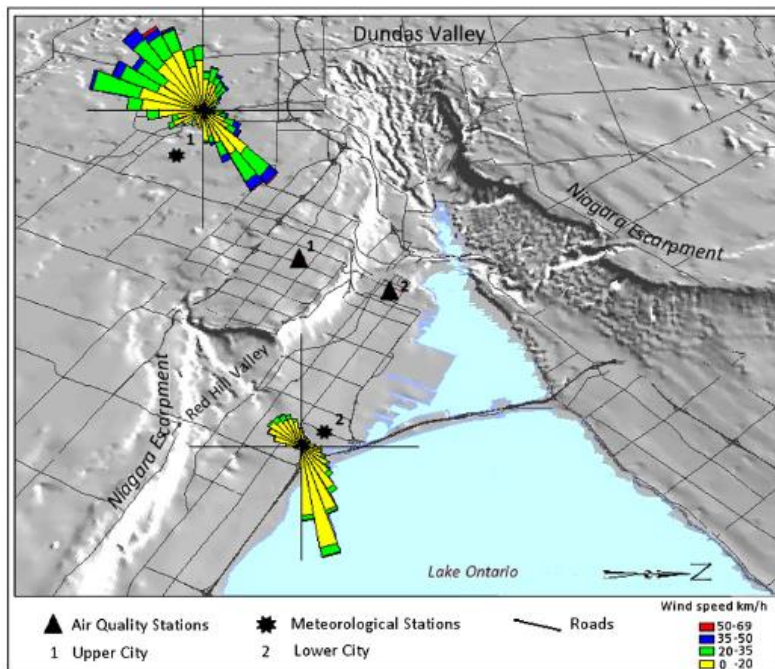 Dundas Valley
Niagara Escarpment
1
1
2
Niagara Escarpment
Red Hill Valley
2
Lake Ontario
N
Air Quality Stations
Meteorological Stations
Roads
1 Upper City
2 Lower City
Wind speed km/h
50-69
35-50
20-35
0 -20